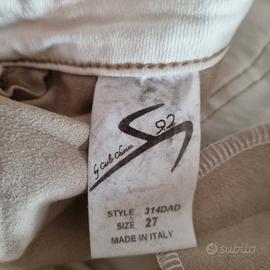 9.2
by Carlo Chionna
STYLE 314DAD
SIZE 27
MADE IN ITALY
subito